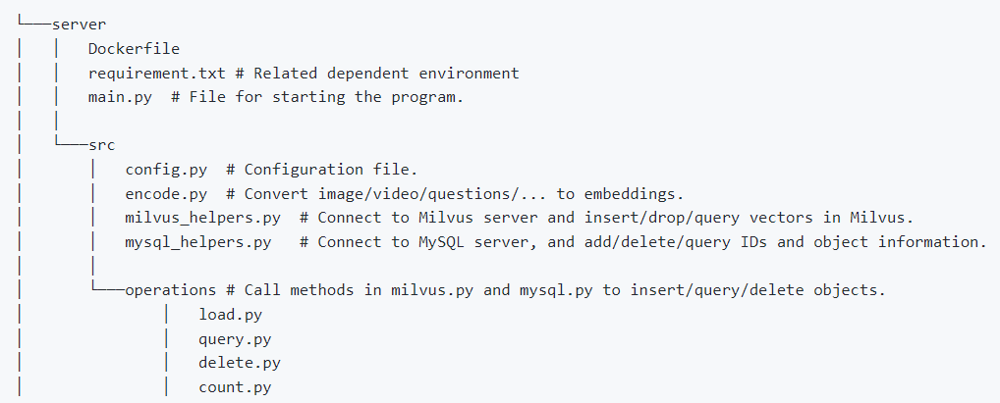 └───server
│   │   Dockerfile
│   │   requirement.txt # Related dependent environment
│   │   main.py  # File for starting the program.
│   │
│   └───src
│       │   config.py  # Configuration file.
│       │   encode.py  # Convert image/video/questions/... to embeddings.
│       │   milvus_helpers.py  # Connect to Milvus server and insert/drop/query vectors in Milvus.
│       │   mysql_helpers.py   # Connect to MySQL server, and add/delete/query IDs and object information.
│       │
│       └───operations # Call methods in milvus.py and mysql.py to insert/query/delete objects.
│               │   load.py
│               │   query.py
│               │   delete.py
│               │   count.py